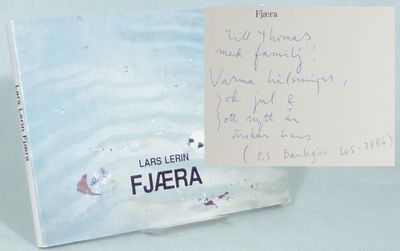 Fjæra
till Thomas
med familj!
Varma hälsningar,
god jul &
gott nytt år
önskar Lars
(P.S. Bankgiro 665-7586)
LARS LERIN
FJÆRA
Lars Lerin Fjæra